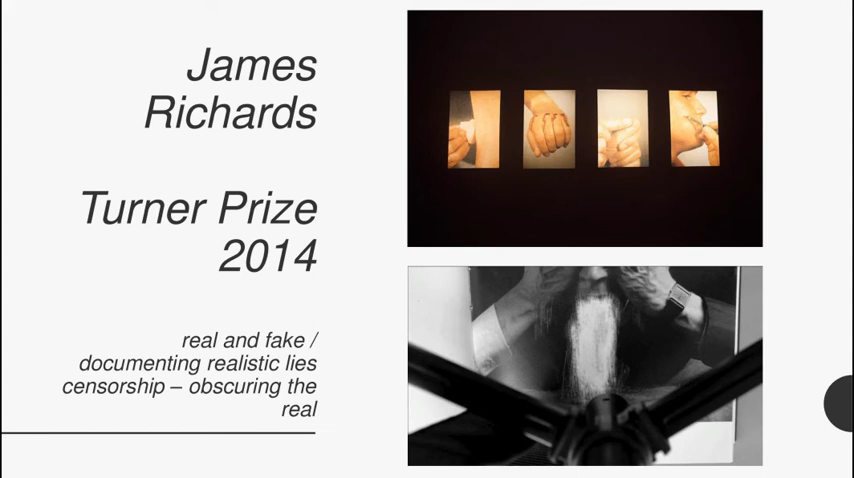 James
Richards
Turner Prize
2014
real and fake /
documenting realistic lies
censorship – obscuring the
real